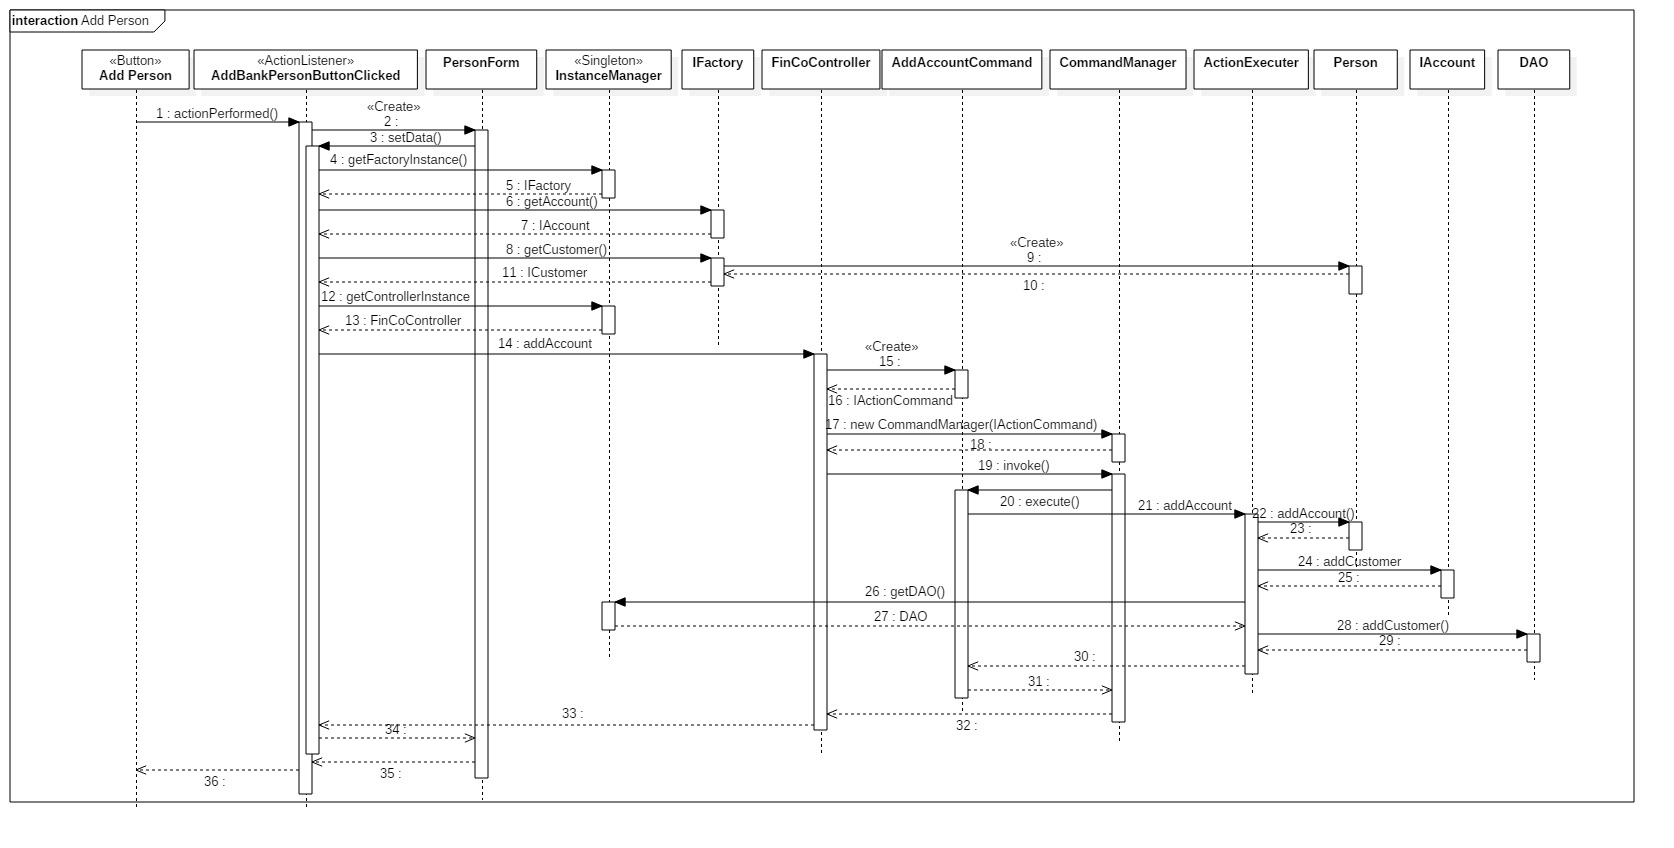 interaction Add Person
«Button»
Add Person
«ActionListener»
AddBankPersonButtonClicked
PersonForm
«Singleton»
InstanceManager
IFactory
FinCoController
AddAccountCommand
CommandManager
ActionExecuter
Person
IAccount
DAO
1 : actionPerformed()
«Create»
2 :
3 : setData()
4 : getFactoryInstance()
5 : IFactory
6 : getAccount()
7 : IAccount
8 : getCustomer()
«Create»
9 :
10 :
11 : ICustomer
12 : getControllerInstance
13 : FinCoController
14 : addAccount
«Create»
15 :
16 : IActionCommand
17 : new CommandManager(IActionCommand)
18 :
19 : invoke()
20 : execute()
21 : addAccount
22 : addAccount()
23 :
24 : addCustomer
25 :
26 : getDAO()
27 : DAO
28 : addCustomer()
29 :
30 :
31 :
32 :
33 :
34 :
35 :
36 :